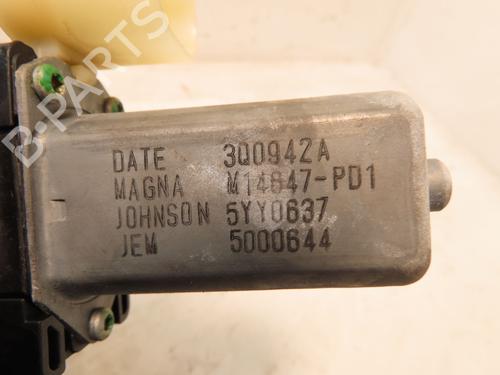 B-PARTS
DATE 3Q0942A
MAGNA M14847-PD1
JOHNSON 5YY0637
JEM 5000644